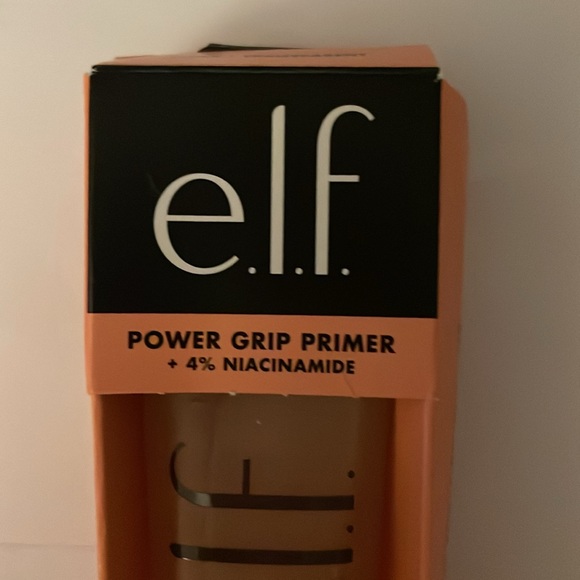 e.l.f.
POWER GRIP PRIMER
+ 4% NIACINAMIDE
l.f.